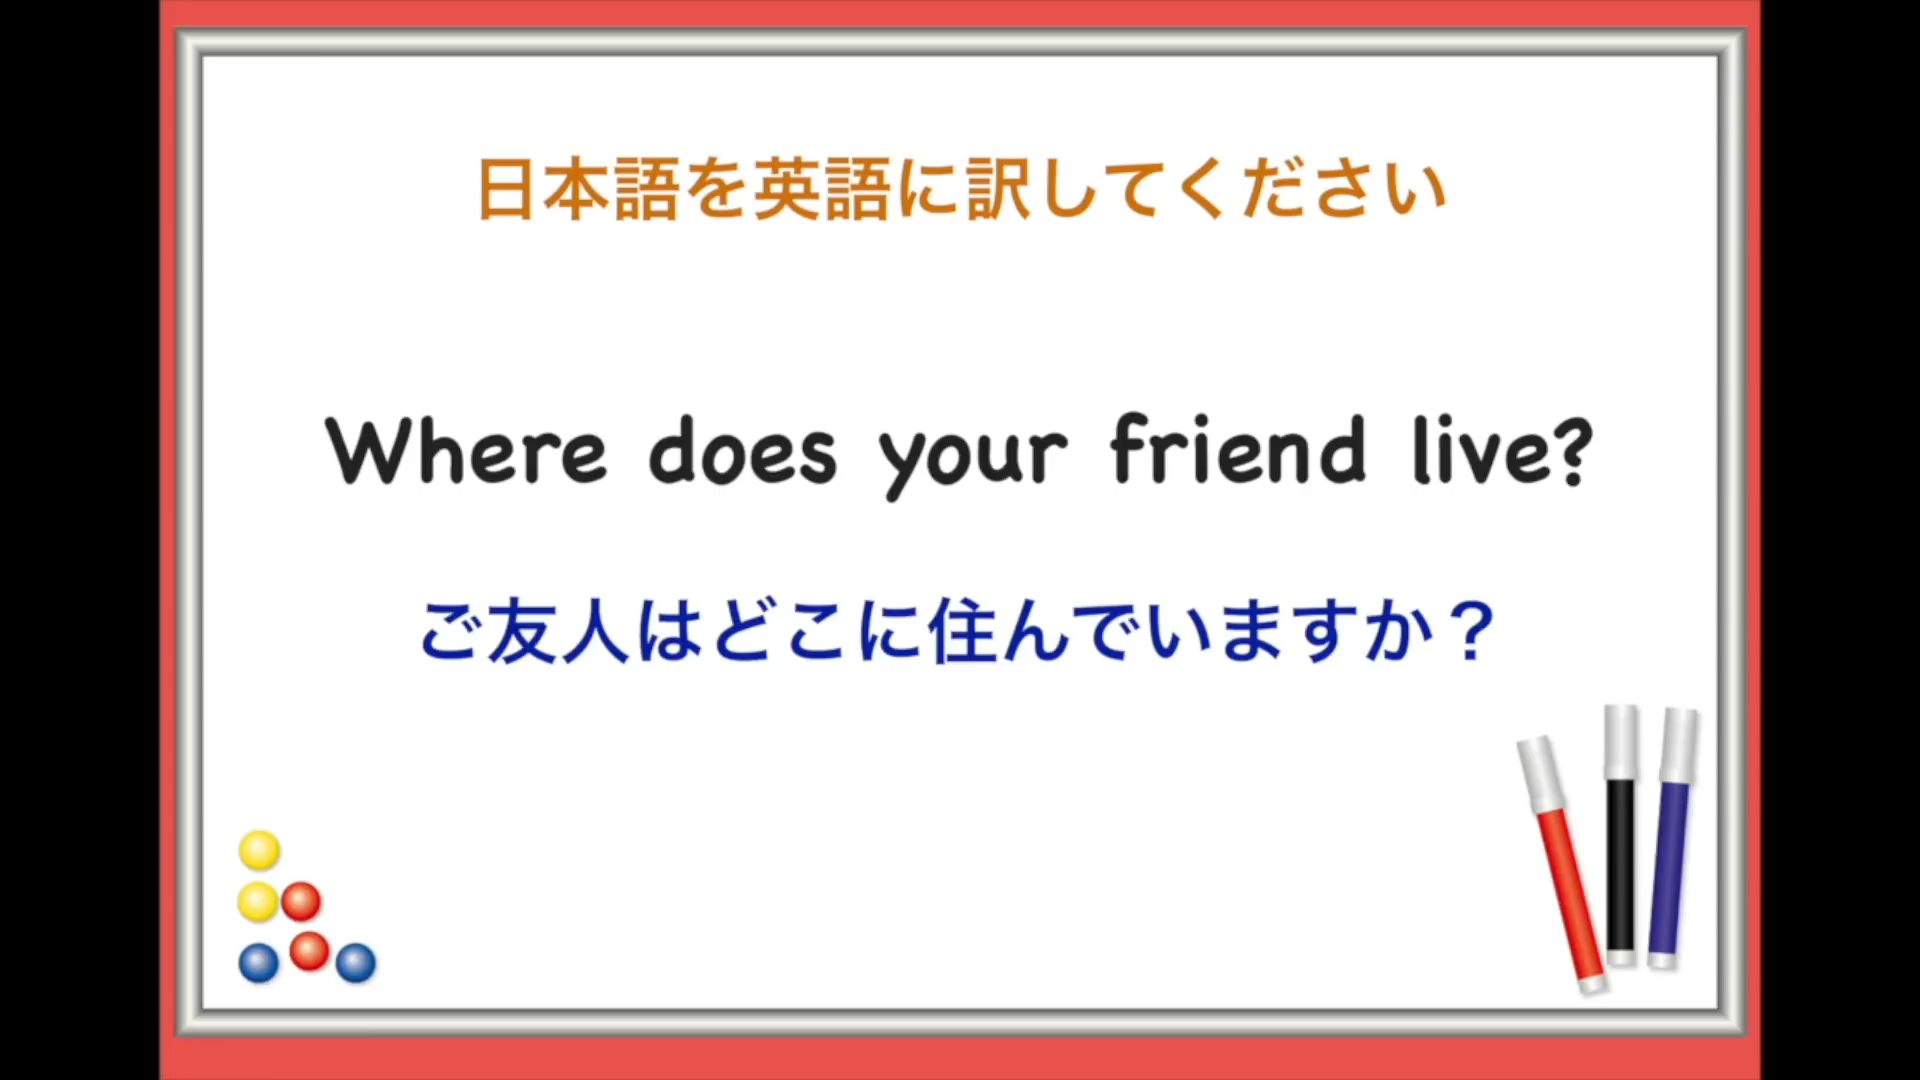 日本語を英語に訳してください
Where does your friend live?
ご友人はどこに住んでいますか？